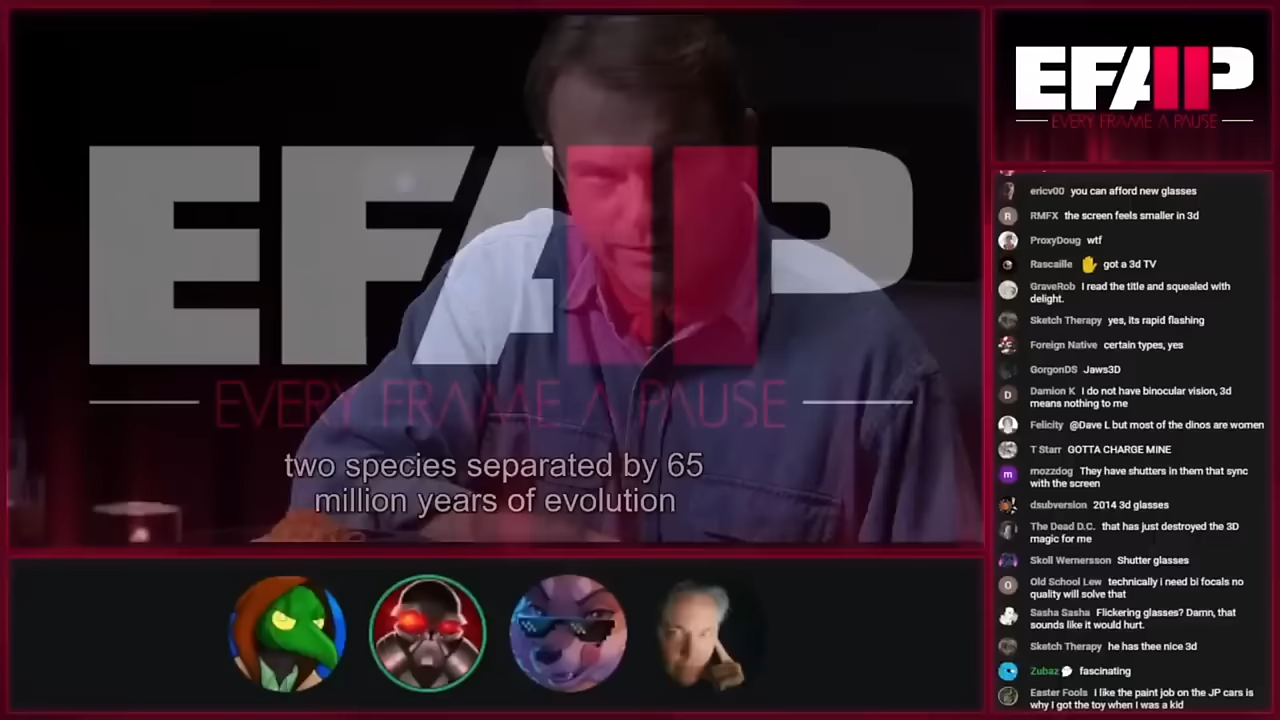 EFAP
EVERY FRAME A PAUSE
two species separated by 65
million years of evolution
EFAP
EVERY FRAME A PAUSE
ericv00 you can afford new glasses
R RMFX the screen feels smaller in 3d
ProxyDoug wtf
Rascaille ✋ got a 3d TV
GraveRob I read the title and squealed with
delight.
Sketch Therapy yes, its rapid flashing
Foreign Native certain types, yes
GorgonDS Jaws3D
D Damion K I do not have binocular vision, 3d
means nothing to me
Felicity @Dave L but most of the dinos are women
T Starr GOTTA CHARGE MINE
m mozzdog They have shutters in them that sync
with the screen
dsubversion 2014 3d glasses
The Dead D.C. that has just destroyed the 3D
magic for me
Skoll Wernersson Shutter glasses
O Old School Lew technically i need bi focals no
quality will solve that
Sasha Sasha Flickering glasses? Damn, that
sounds like it would hurt.
Sketch Therapy he has thee nice 3d
Zubaz 💬 fascinating
Easter Fools I like the paint job on the JP cars is
why I got the toy when I was a kid